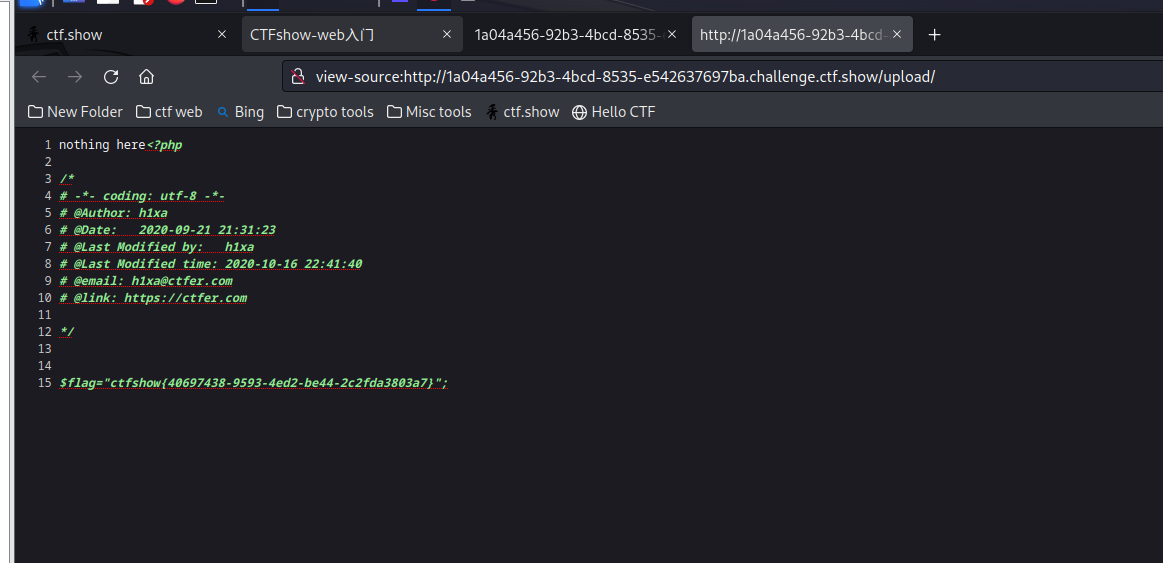 ctf.show
CTFshow-web入门
1a04a456-92b3-4bcd-8535-
http://1a04a456-92b3-4bcd-
view-source:http://1a04a456-92b3-4bcd-8535-e542637697ba.challenge.ctf.show/upload/
New Folder ctf web Bing crypto tools Misc tools ctf.show Hello CTF
1 nothing here<?php
2
3 /*
4 # -*- coding: utf-8 -*-
5 # @Author: h1xa
6 # @Date:   2020-09-21 21:31:23
7 # @Last Modified by:   h1xa
8 # @Last Modified time: 2020-10-16 22:41:40
9 # @email: h1xa@ctfer.com
10 # @link: https://ctfer.com
11
12 */
13
14
15 $flag="ctfshow{40697438-9593-4ed2-be44-2c2fda3803a7}";